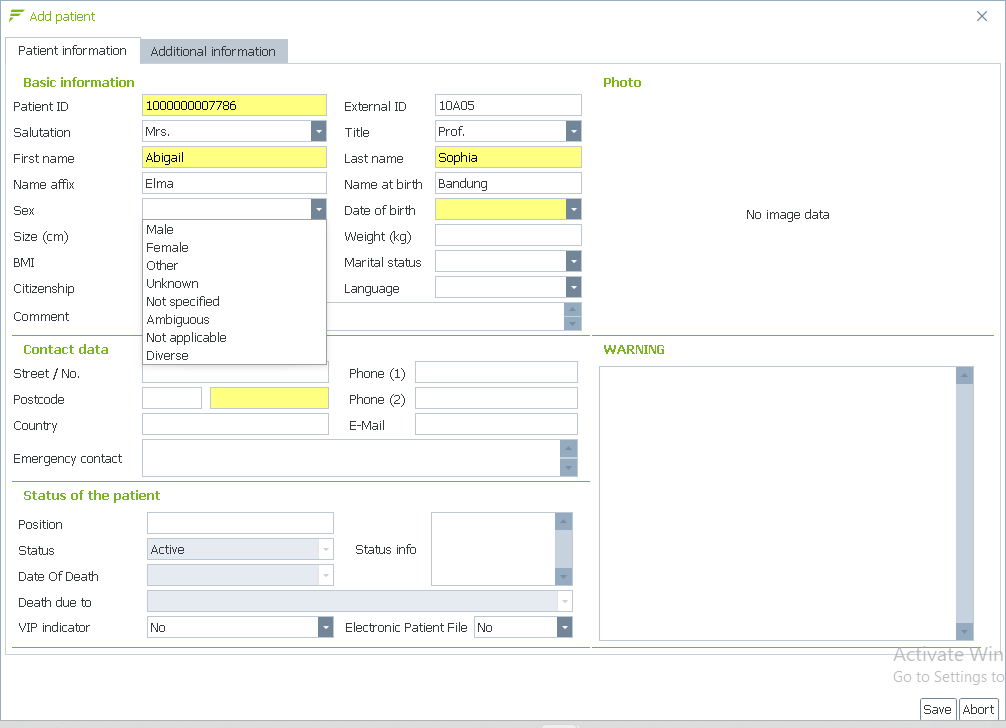 Add patient
Patient information
Additional information
Basic information
Photo
Patient ID 1000000007786 External ID 10A05
Salutation Mrs. Title Prof.
First name Abigail Last name Sophia
Name affix Elma Name at birth Bandung
Sex Date of birth
No image data
Male
Size (cm) Weight (kg)
Female
BMI Marital status
Other
Citizenship Language
Unknown
Not specified
Comment
Ambiguous
Not applicable
Diverse
Contact data
WARNING
Street / No. Phone (1)
Postcode Phone (2)
Country E-Mail
Emergency contact
Status of the patient
Position
Status Active Status info
Date Of Death
Death due to
VIP indicator No Electronic Patient File No
Activate Win
Go to Settings to
Save Abort